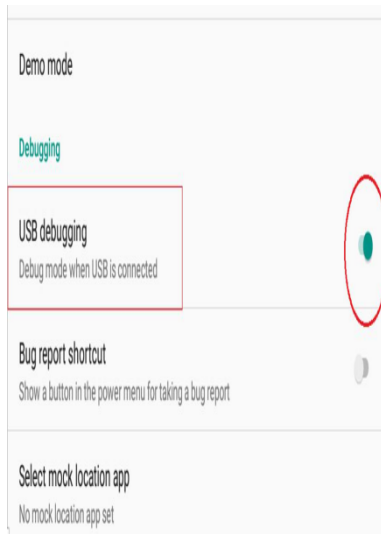 Demo mode
Debugging
USB debugging
Debug mode when USB is connected
Bug report shortcut
Show a button in the power menu for taking a bug report
Select mock location app
No mock location app set